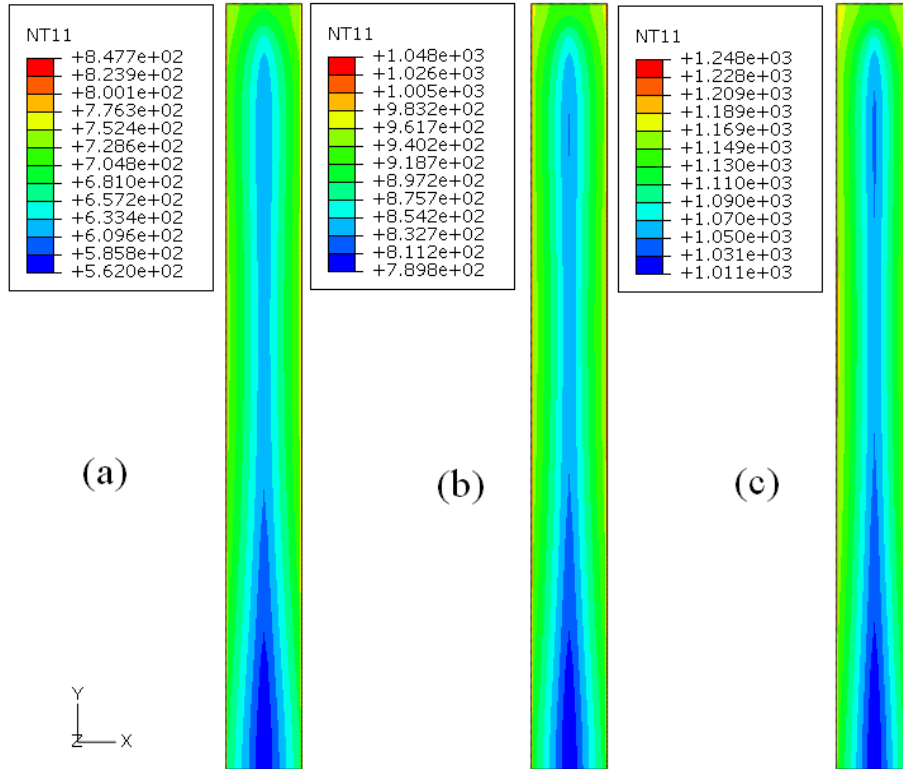 NT11
+8.477e+02
+8.239e+02
+8.001e+02
+7.763e+02
+7.524e+02
+7.286e+02
+7.048e+02
+6.810e+02
+6.572e+02
+6.334e+02
+6.096e+02
+5.858e+02
+5.620e+02
NT11
+1.048e+03
+1.026e+03
+1.005e+03
+9.832e+02
+9.617e+02
+9.402e+02
+9.187e+02
+8.972e+02
+8.757e+02
+8.542e+02
+8.327e+02
+8.112e+02
+7.898e+02
NT11
+1.248e+03
+1.228e+03
+1.209e+03
+1.189e+03
+1.169e+03
+1.149e+03
+1.130e+03
+1.110e+03
+1.090e+03
+1.070e+03
+1.050e+03
+1.031e+03
+1.011e+03
(a)
(b)
(c)
Y
Z X